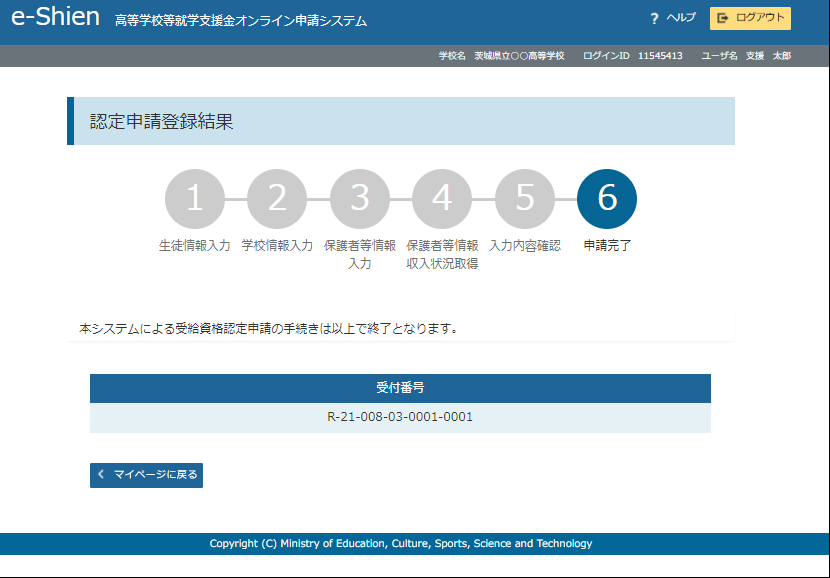 e-Shien 高等学校等就学支援金オンライン申請システム ? ヘルプ ログアウト
学校名 茨城県立○○高等学校 ログインID 11545413 ユーザ名 支援 太郎
認定申請登録結果
1 2 3 4 5 6
生徒情報入力 学校情報入力 保護者等情報 保護者等情報 入力内容確認 申請完了
入力 収入状況取得
本システムによる受給資格認定申請の手続きは以上で終了となります。
受付番号
R-21-008-03-0001-0001
マイページに戻る
Copyright (C) Ministry of Education, Culture, Sports, Science and Technology